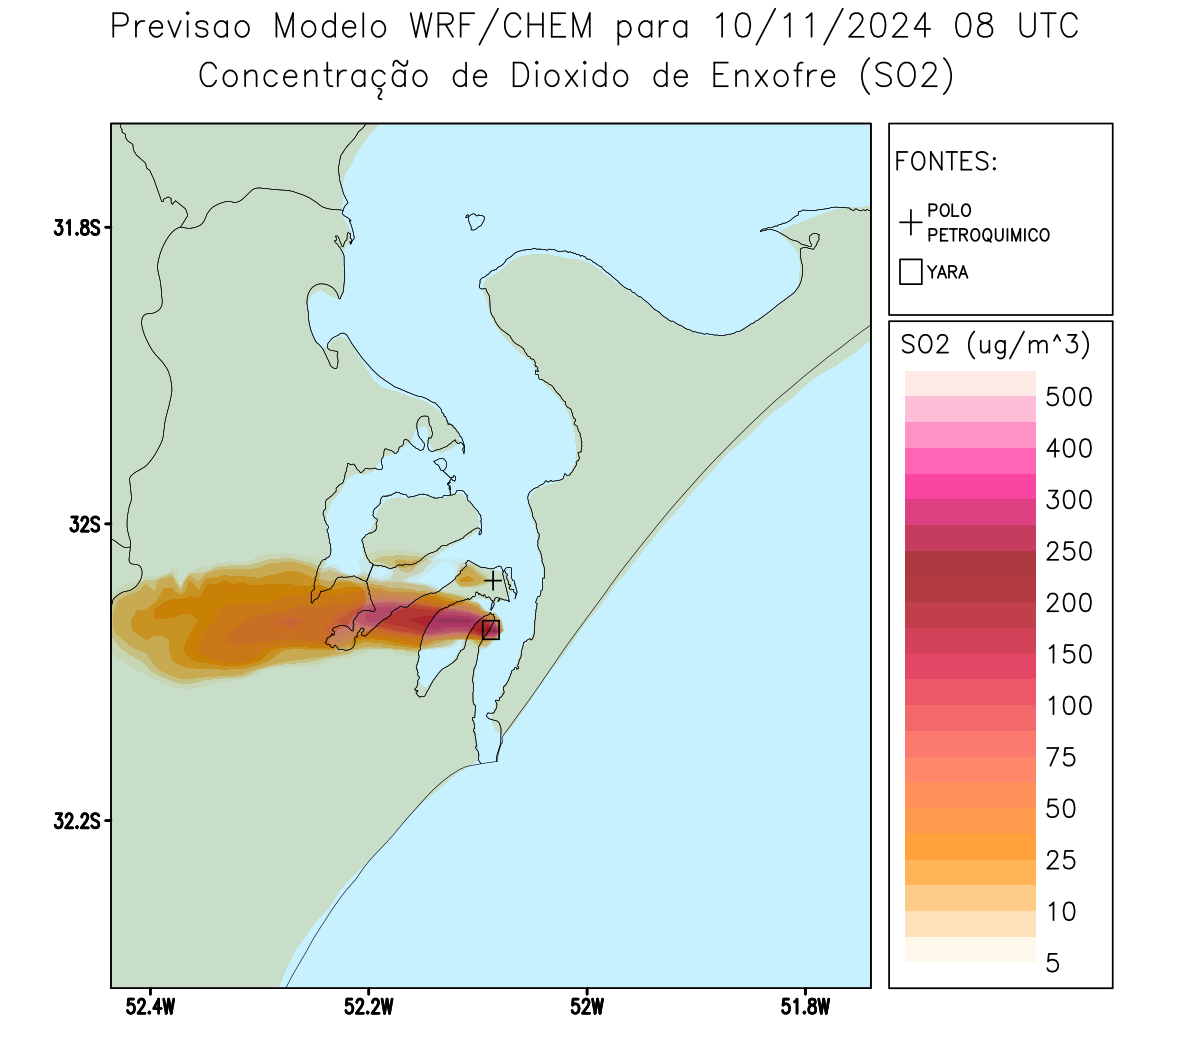 Previsao Modelo WRF/CHEM para 10/11/2024 08 UTC
Concentração de Dioxido de Enxofre (SO2)
FONTES:
POLO
PETROQUIMICO
YARA
SO2 (ug/m^3)
500
400
300
250
200
150
100
75
50
25
10
5
31.8S
32S
32.2S
52.4W
52.2W
52W
51.8W